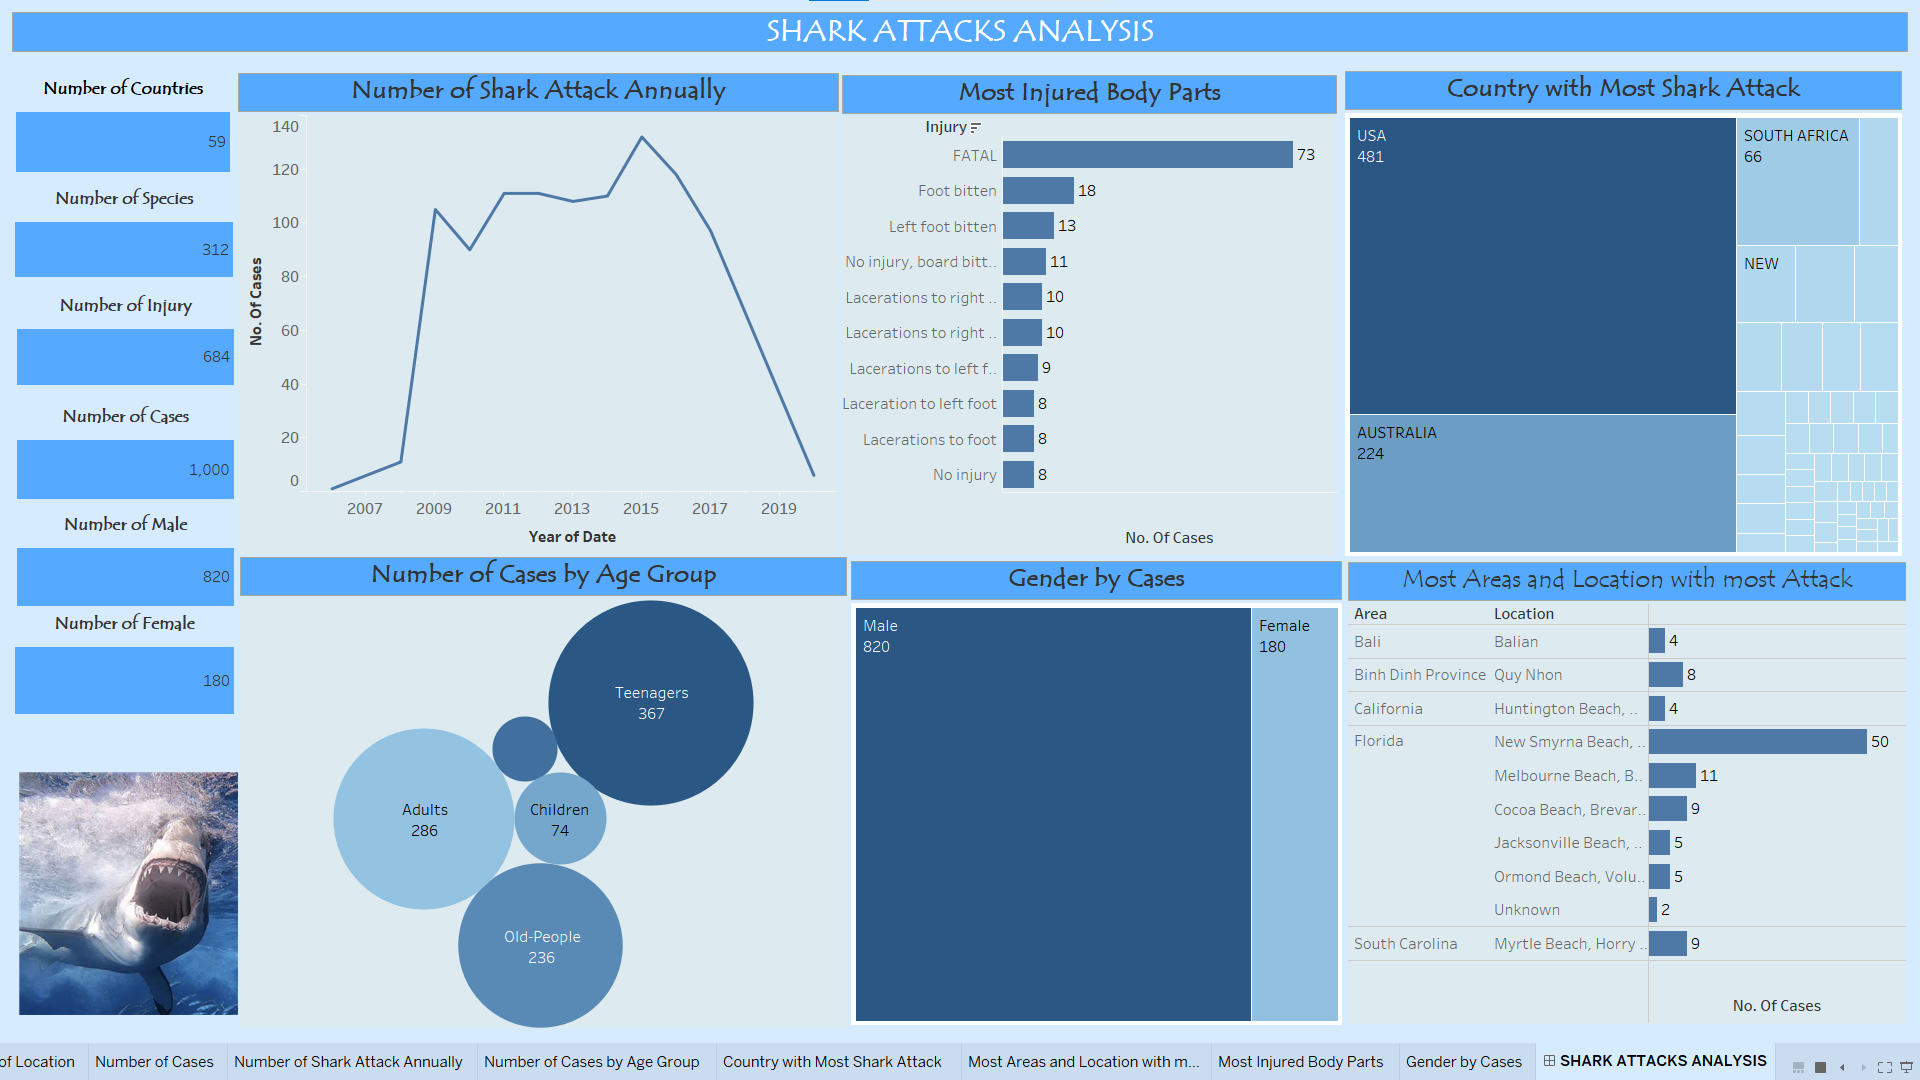 SHARK ATTACKS ANALYSIS
Number of Countries
59
Number of Species
312
Number of Injury
684
Number of Cases
1,000
Number of Male
820
Number of Female
180
Number of Shark Attack Annually
No. Of Cases
140
120
100
80
60
40
20
0
2007 2009 2011 2013 2015 2017 2019
Year of Date
Most Injured Body Parts
Injury
FATAL 73
Foot bitten 18
Left foot bitten 13
No injury, board bitt.. 11
Lacerations to right .. 10
Lacerations to right .. 10
Lacerations to left f.. 9
Laceration to left foot 8
Lacerations to foot 8
No injury 8
No. Of Cases
Country with Most Shark Attack
USA
481
SOUTH AFRICA
66
NEW
AUSTRALIA
224
Number of Cases by Age Group
Teenagers
367
Adults
286
Children
74
Old-People
236
Gender by Cases
Male
820
Female
180
Most Areas and Location with most Attack
Area Location
Bali Balian 4
Binh Dinh Province Quy Nhon 8
California Huntington Beach, .. 4
Florida New Smyrna Beach, .. 50
Melbourne Beach, B.. 11
Cocoa Beach, Brevar.. 9
Jacksonville Beach, .. 5
Ormond Beach, Volu.. 5
Unknown 2
South Carolina Myrtle Beach, Horry .. 9
No. Of Cases
of Location Number of Cases Number of Shark Attack Annually Number of Cases by Age Group Country with Most Shark Attack Most Areas and Location with m... Most Injured Body Parts Gender by Cases SHARK ATTACKS ANALYSIS